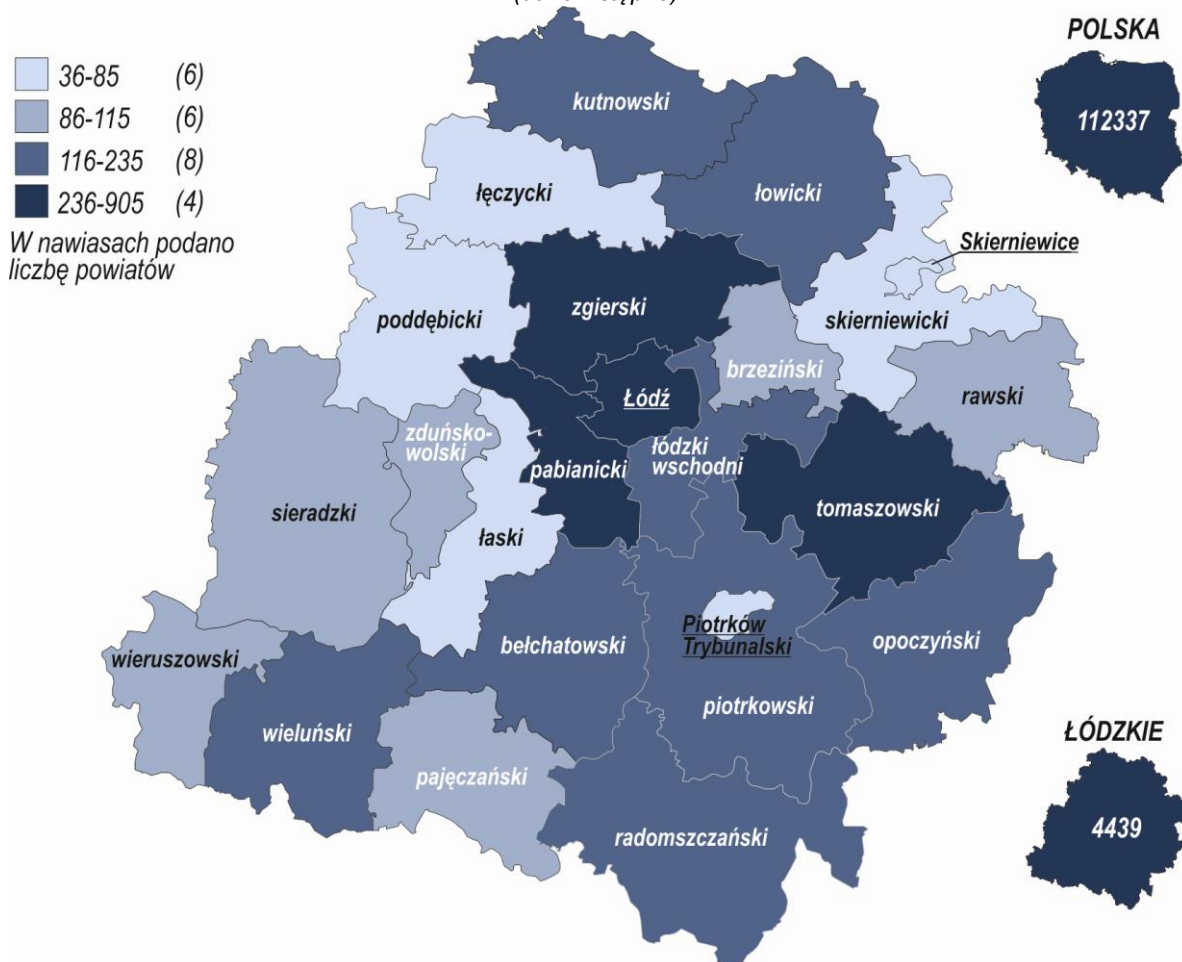 POLSKA
112337
36-85 (6)
86-115 (6)
116-235 (8)
236-905 (4)
W nawiasach podano
liczbę powiatów
kutnowski
łęczycki
łowicki
Skierniewice
zgierski
poddębicki
skierniewicki
brzeziński
rawski
Łódź
zduńsko-
wolski
łódzki
wschodni
pabianicki
sieradzki
tomaszowski
łaski
Piotrków
Trybunalski
bełchatowski
opoczyński
wieruszowski
piotrkowski
wieluński
pajęczański
radomszczański
ŁÓDZKIE
4439